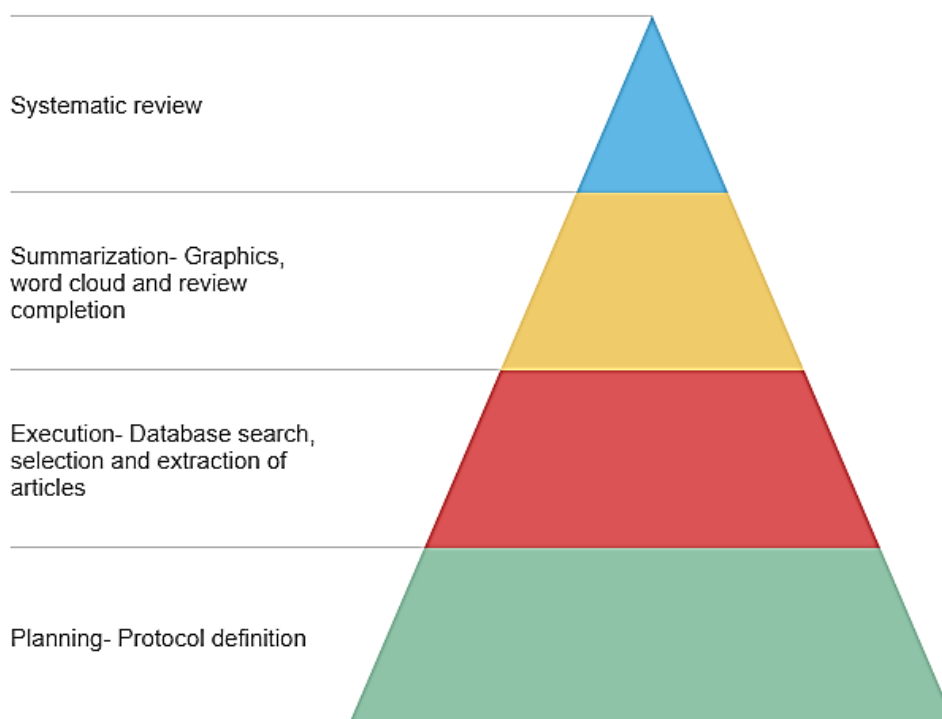 Systematic review
Summarization- Graphics,
word cloud and review
completion
Execution- Database search,
selection and extraction of
articles
Planning- Protocol definition